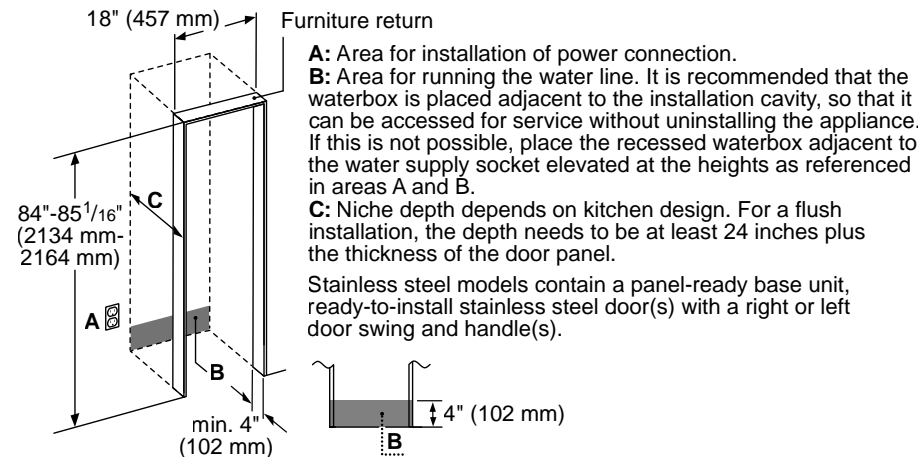 18" (457 mm)
Furniture return
A: Area for installation of power connection.
B: Area for running the water line. It is recommended that the
waterbox is placed adjacent to the installation cavity, so that it
can be accessed for service without uninstalling the appliance.
If this is not possible, place the recessed waterbox adjacent to
the water supply socket elevated at the heights as referenced
in areas A and B.
C: Niche depth depends on kitchen design. For a flush
installation, the depth needs to be at least 24 inches plus
the thickness of the door panel.
Stainless steel models contain a panel-ready base unit,
ready-to-install stainless steel door(s) with a right or left
door swing and handle(s).
C
84"-85 1/16"
(2134 mm-
2164 mm)
A
B
min. 4"
(102 mm)
4" (102 mm)
B